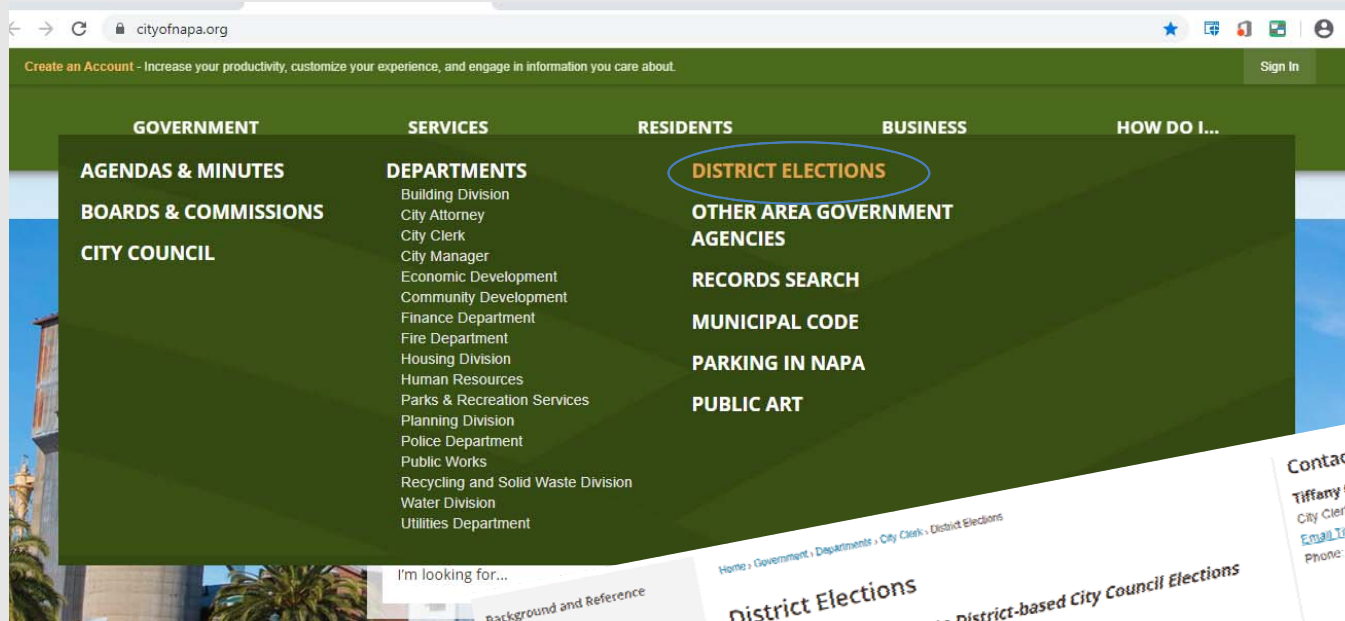 cityofnapa.org
Create an Account - Increase your productivity, customize your experience, and engage in information you care about.
Sign In
GOVERNMENT
SERVICES
RESIDENTS
BUSINESS
HOW DO I...
AGENDAS & MINUTES
BOARDS & COMMISSIONS
CITY COUNCIL
DEPARTMENTS
Building Division
City Attorney
City Clerk
City Manager
Economic Development
Community Development
Finance Department
Fire Department
Housing Division
Human Resources
Parks & Recreation Services
Planning Division
Police Department
Public Works
Recycling and Solid Waste Division
Water Division
Utilities Department
DISTRICT ELECTIONS
OTHER AREA GOVERNMENT
AGENCIES
RECORDS SEARCH
MUNICIPAL CODE
PARKING IN NAPA
PUBLIC ART
I'm looking for...
Background and Reference
Home › Government › Departments › City Clerk › District Elections
District Elections
District-based City Council Elections
Tiffany
City
Email
Phone: